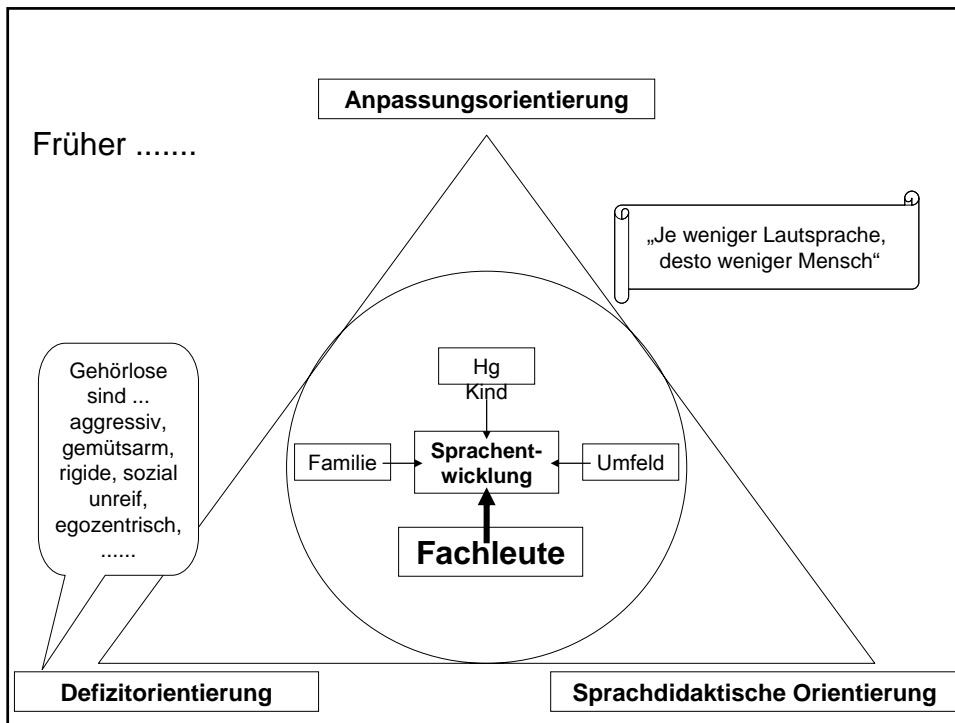 Anpassungsorientierung
Früher .......
„Je weniger Lautsprache,
desto weniger Mensch“
Gehörlose
sind ...
aggressiv,
gemütsarm,
rigide, sozial
unreif,
egozentrisch,
......
Hg
Kind
Familie
Sprachent-
wicklung
Umfeld
Fachleute
Defizitorientierung
Sprachdidaktische Orientierung